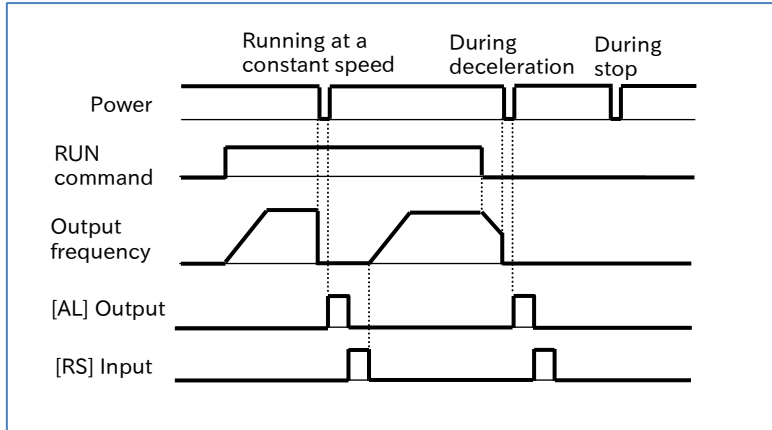 Running at a
constant speed
During
deceleration
During
stop
Power
RUN
command
Output
frequency
[AL] Output
[RS] Input